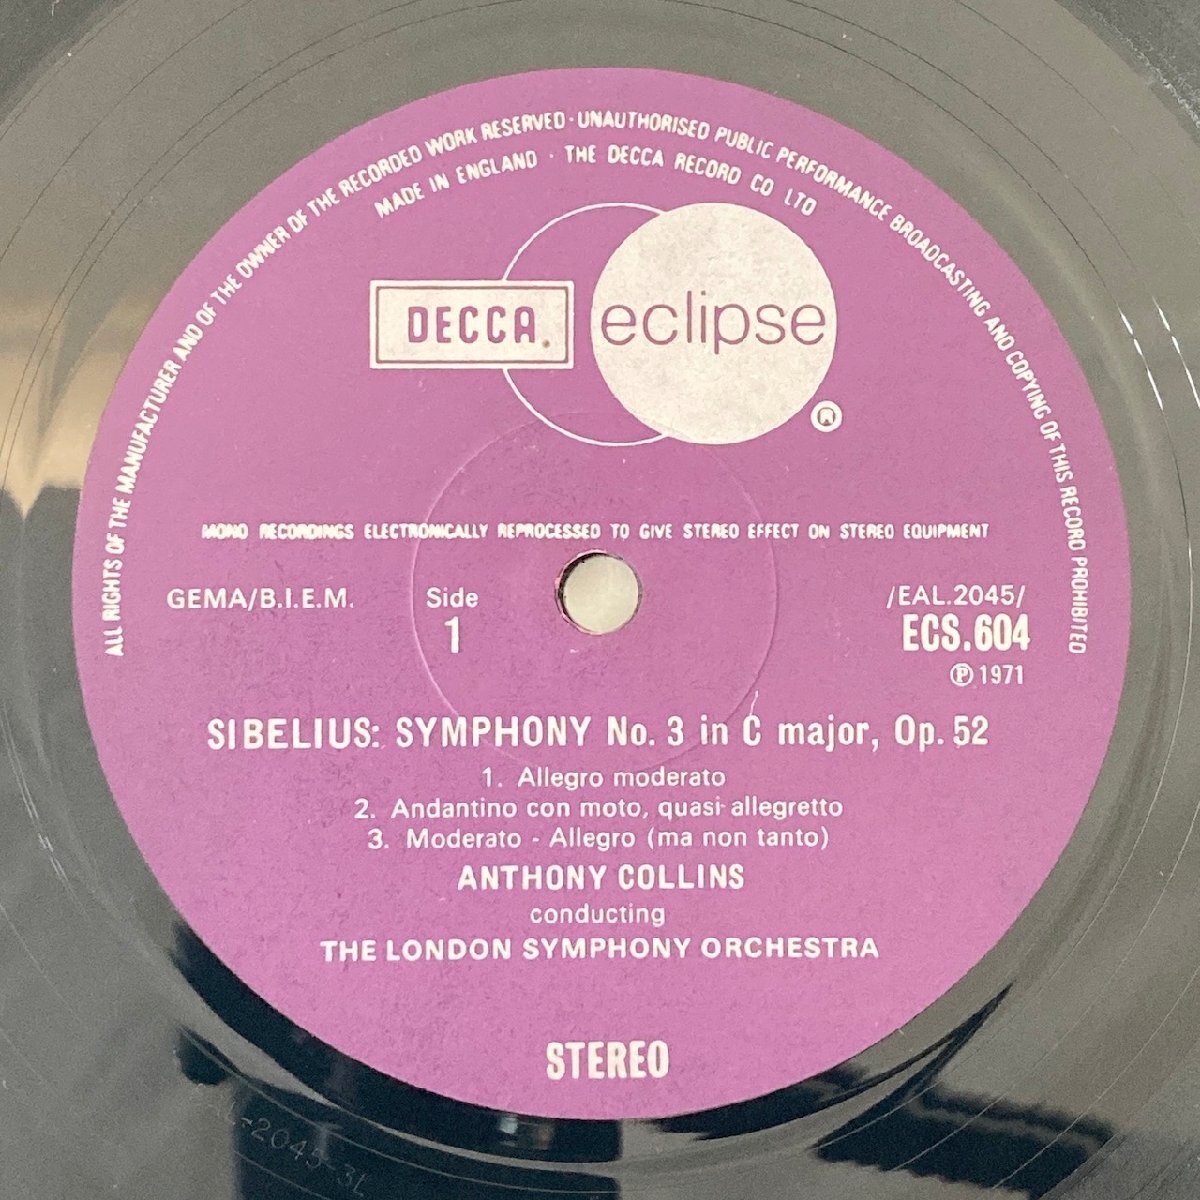 ALL RIGHTS OF THE MANUFACTURER AND OF THE OWNER OF THE RECORDED WORK RESERVED · UNAUTHORISED PUBLIC PERFORMANCE BROADCASTING AND COPYING OF THIS RECORD PROHIBITED
MADE IN ENGLAND · THE DECCA RECORD CO LTD
DECCA eclipse
®
MONO RECORDINGS ELECTRONICALLY REPROCESSED TO GIVE STEREO EFFECT ON STEREO EQUIPMENT
GEMA/B.I.E.M. Side /EAL.2045/
1 ECS.604
℗ 1971
SIBELIUS: SYMPHONY No. 3 in C major, Op. 52
1. Allegro moderato
2. Andantino con moto, quasi allegretto
3. Moderato - Allegro (ma non tanto)
ANTHONY COLLINS
conducting
THE LONDON SYMPHONY ORCHESTRA
STEREO
L-2045-3L